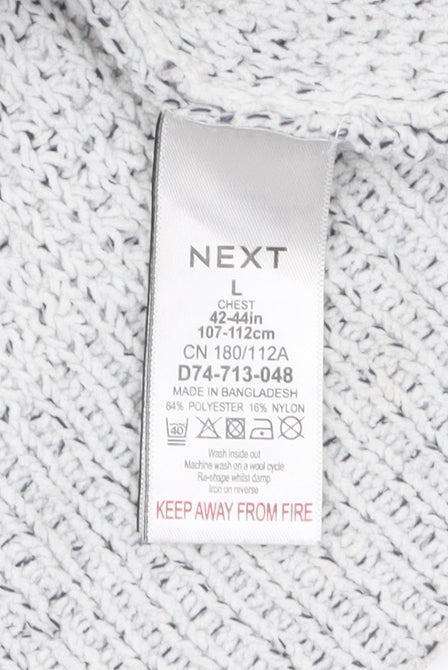 NEXT
L
CHEST
42-44in
107-112cm
CN 180/112A
D74-713-048
MADE IN BANGLADESH
84% POLYESTER 16% NYLON
40
Wash inside out
Machine wash on a wool cycle
Re-shape whilst damp
Iron on reverse
KEEP AWAY FROM FIRE